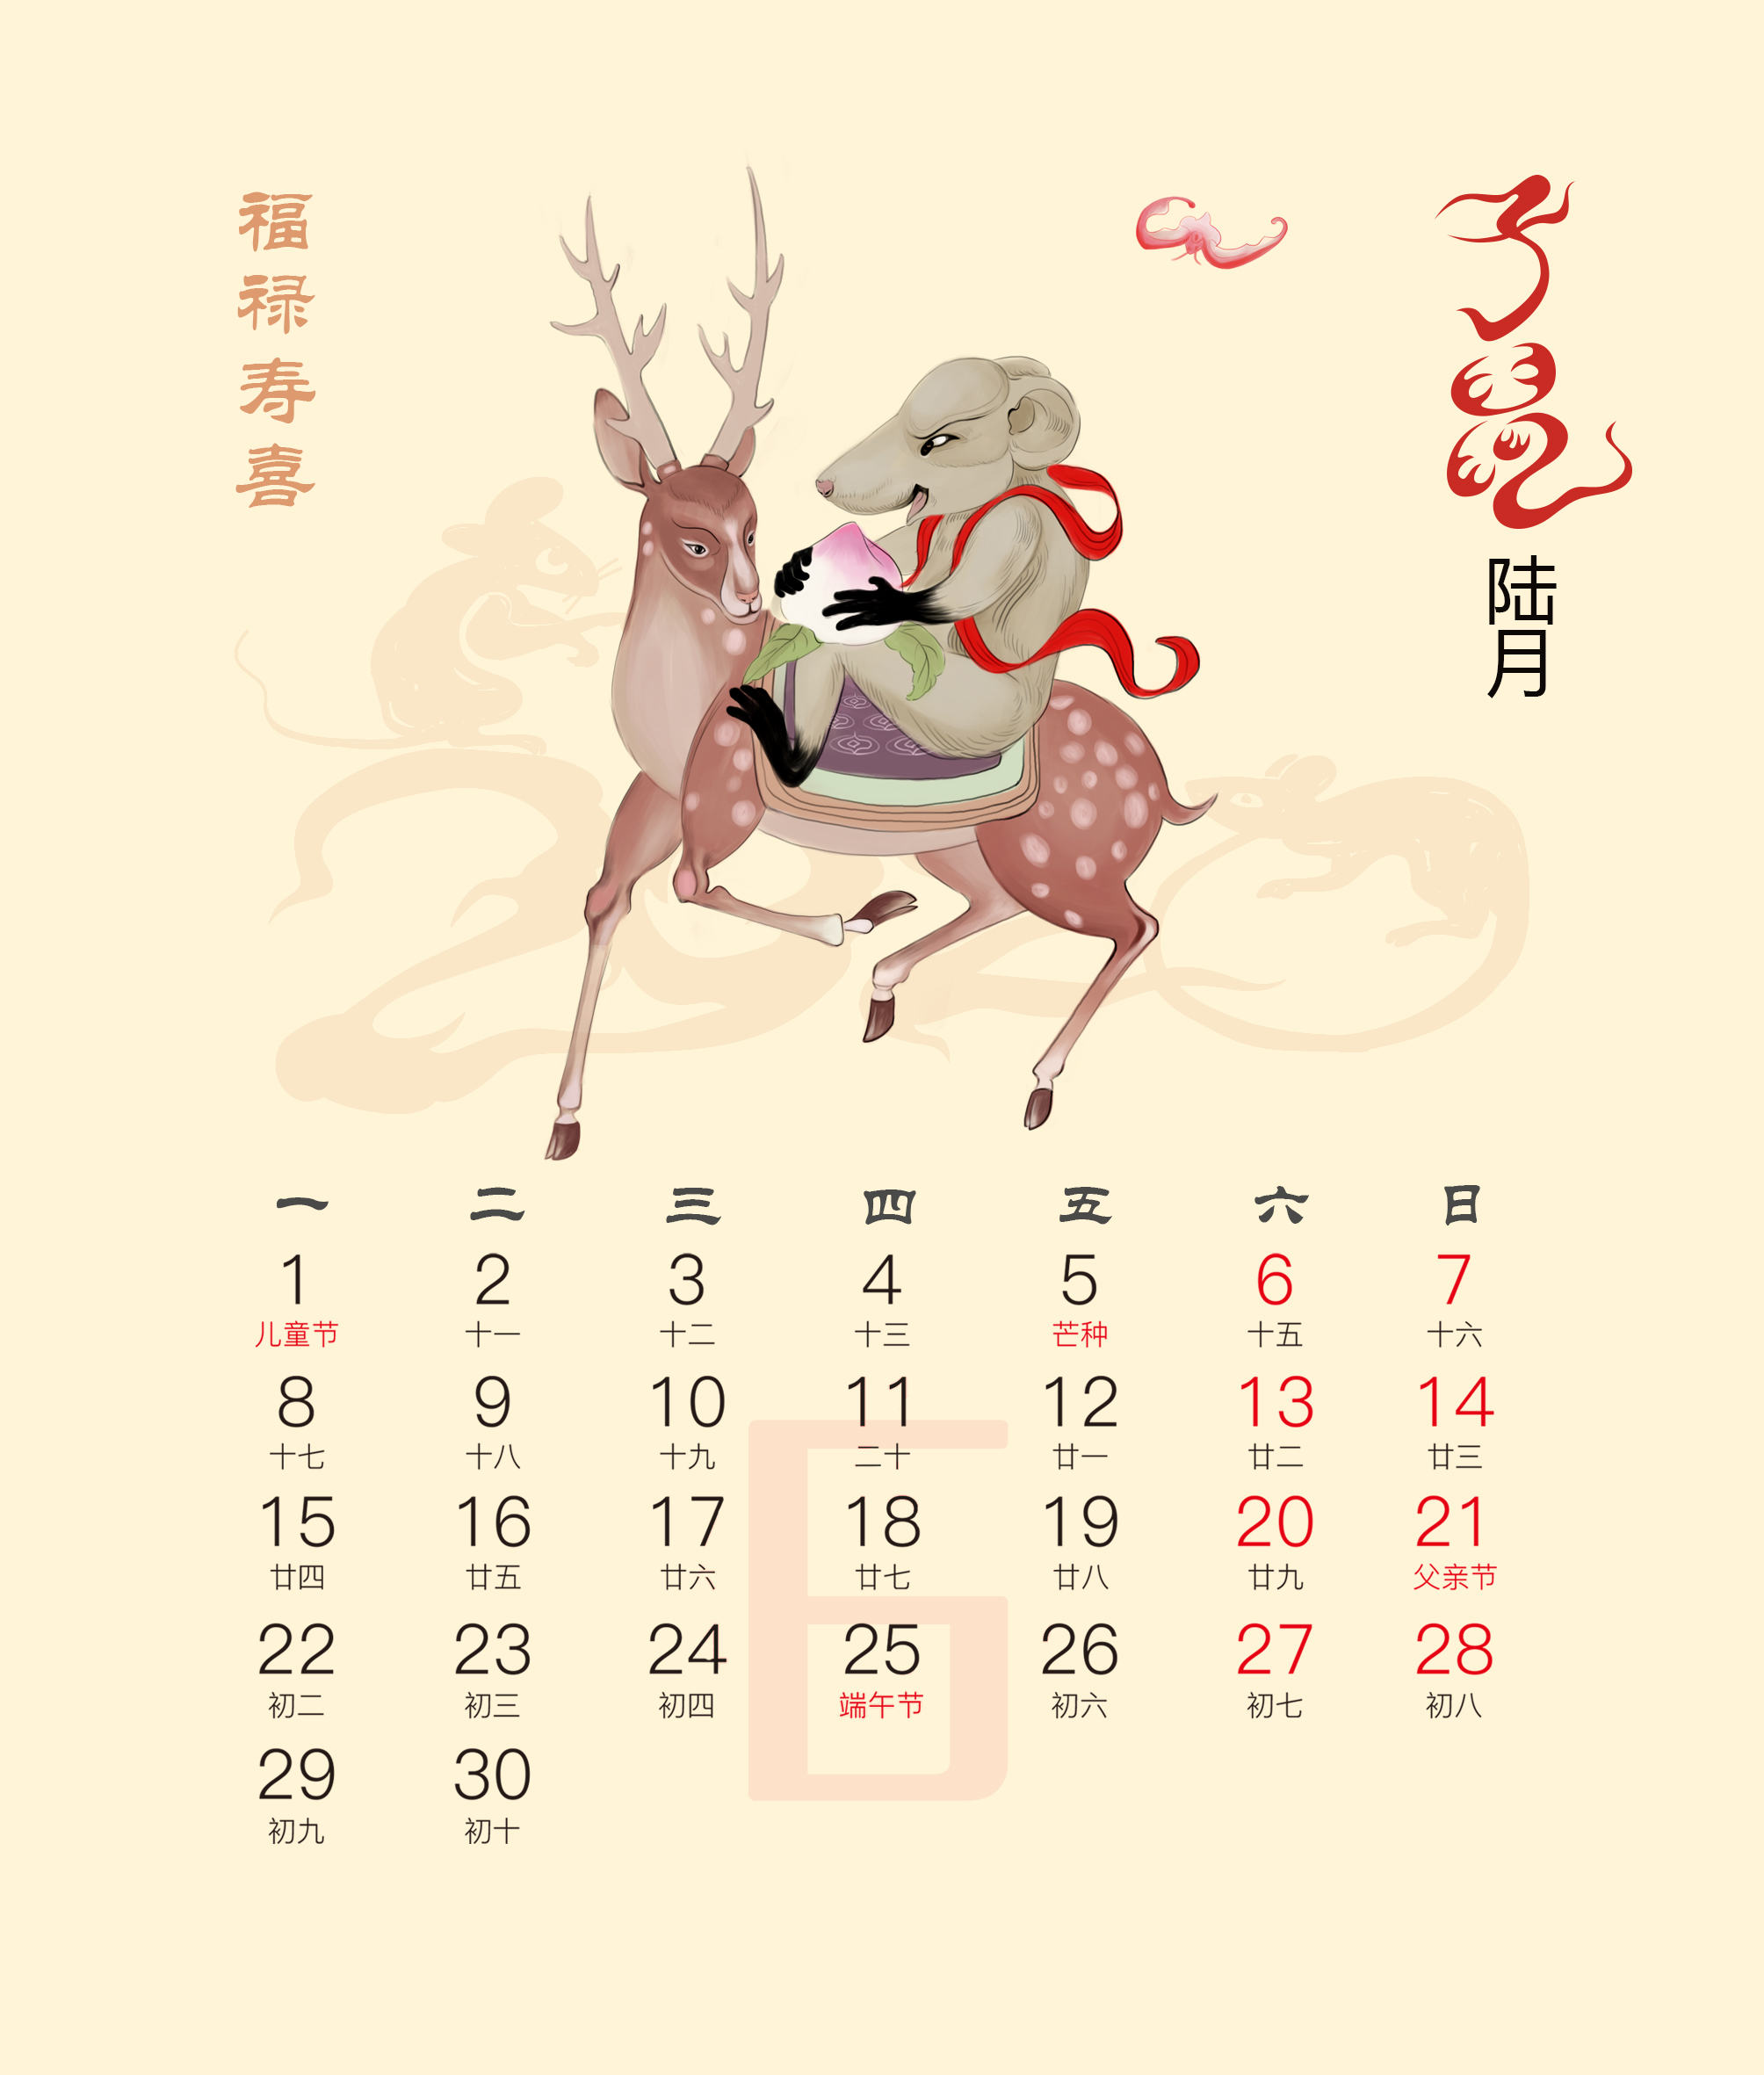 福禄寿喜
子鼠
陆月
一 二 三 四 五 六 日
1 2 3 4 5 6 7
儿童节 十一 十二 十三 芒种 十五 十六
8 9 10 11 12 13 14
十七 十八 十九 二十 廿一 廿二 廿三
15 16 17 18 19 20 21
廿四 廿五 廿六 廿七 廿八 廿九 父亲节
22 23 24 25 26 27 28
初二 初三 初四 端午节 初六 初七 初八
29 30
初九 初十
6
2020